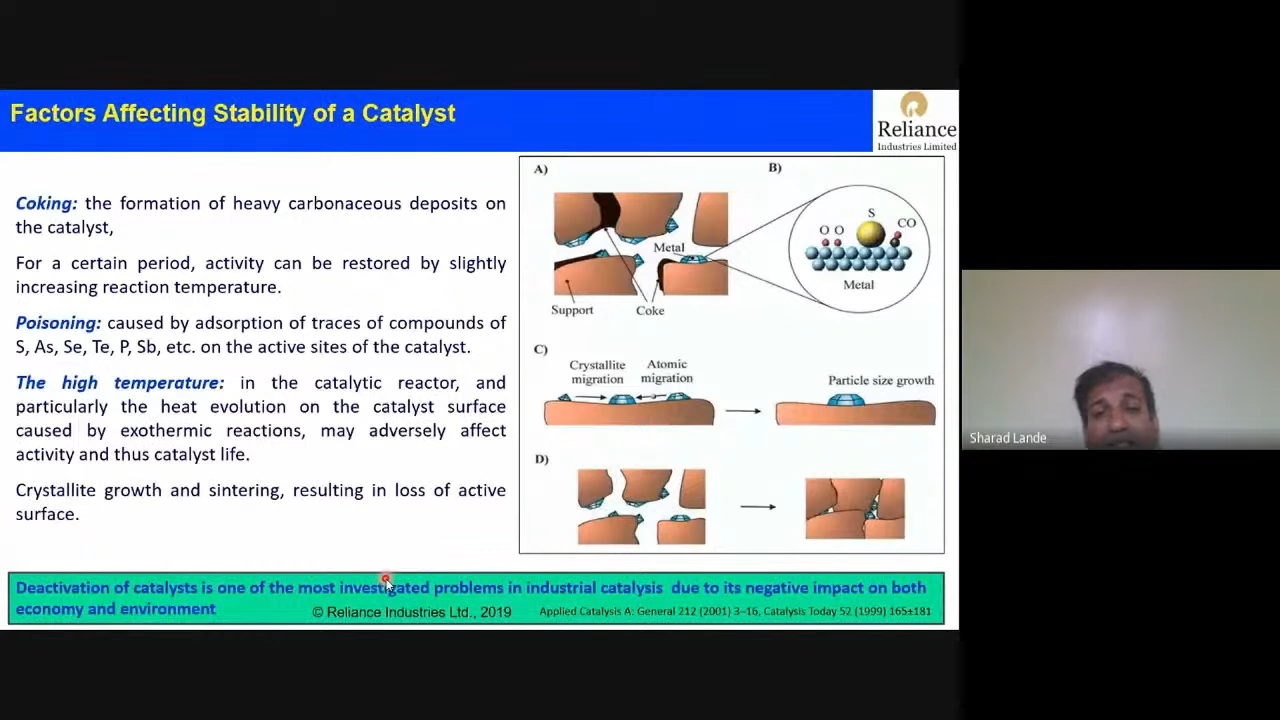 Factors Affecting Stability of a Catalyst
Reliance
Industries Limited
Coking: the formation of heavy carbonaceous deposits on
the catalyst,
For a certain period, activity can be restored by slightly
increasing reaction temperature.
Poisoning: caused by adsorption of traces of compounds of
S, As, Se, Te, P, Sb, etc. on the active sites of the catalyst.
The high temperature: in the catalytic reactor, and
particularly the heat evolution on the catalyst surface
caused by exothermic reactions, may adversely affect
activity and thus catalyst life.
Crystallite growth and sintering, resulting in loss of active
surface.
A)
B)
S
O O
CO
Metal
Metal
Support
Coke
C)
Crystallite
migration
Atomic
migration
Particle size growth
D)
Deactivation of catalysts is one of the most investigated problems in industrial catalysis due to its negative impact on both
economy and environment
© Reliance Industries Ltd., 2019
Applied Catalysis A: General 212 (2001) 3–16, Catalysis Today 52 (1999) 165±181
Sharad Lande